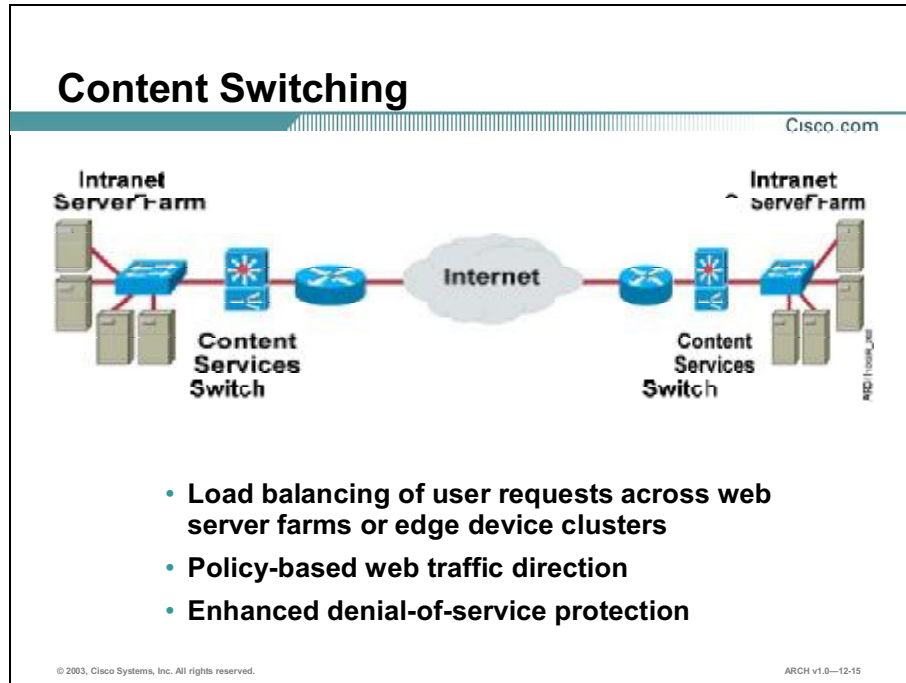 Content Switching
Cisco.com
Intranet
Server Farm
Intranet
Server Farm
Internet
Content
Services
Switch
Content
Services
Switch
• Load balancing of user requests across web
server farms or edge device clusters
• Policy-based web traffic direction
• Enhanced denial-of-service protection
© 2003, Cisco Systems, Inc. All rights reserved.
ARCH v1.0—12-15